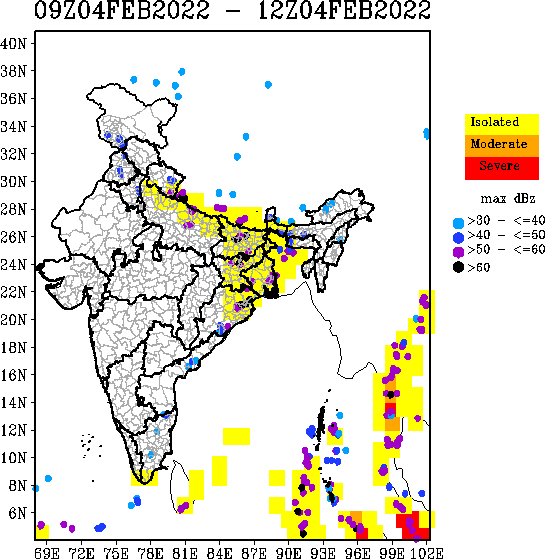 09Z04FEB2022 - 12Z04FEB2022
40N
38N
36N
34N
32N
30N
28N
26N
24N
22N
20N
18N
16N
14N
12N
10N
8N
6N
69E 72E 75E 78E 81E 84E 87E 90E 93E 96E 99E 102E
Isolated
Moderate
Severe
max dBz
>30 - <=40
>40 - <=50
>50 - <=60
>60